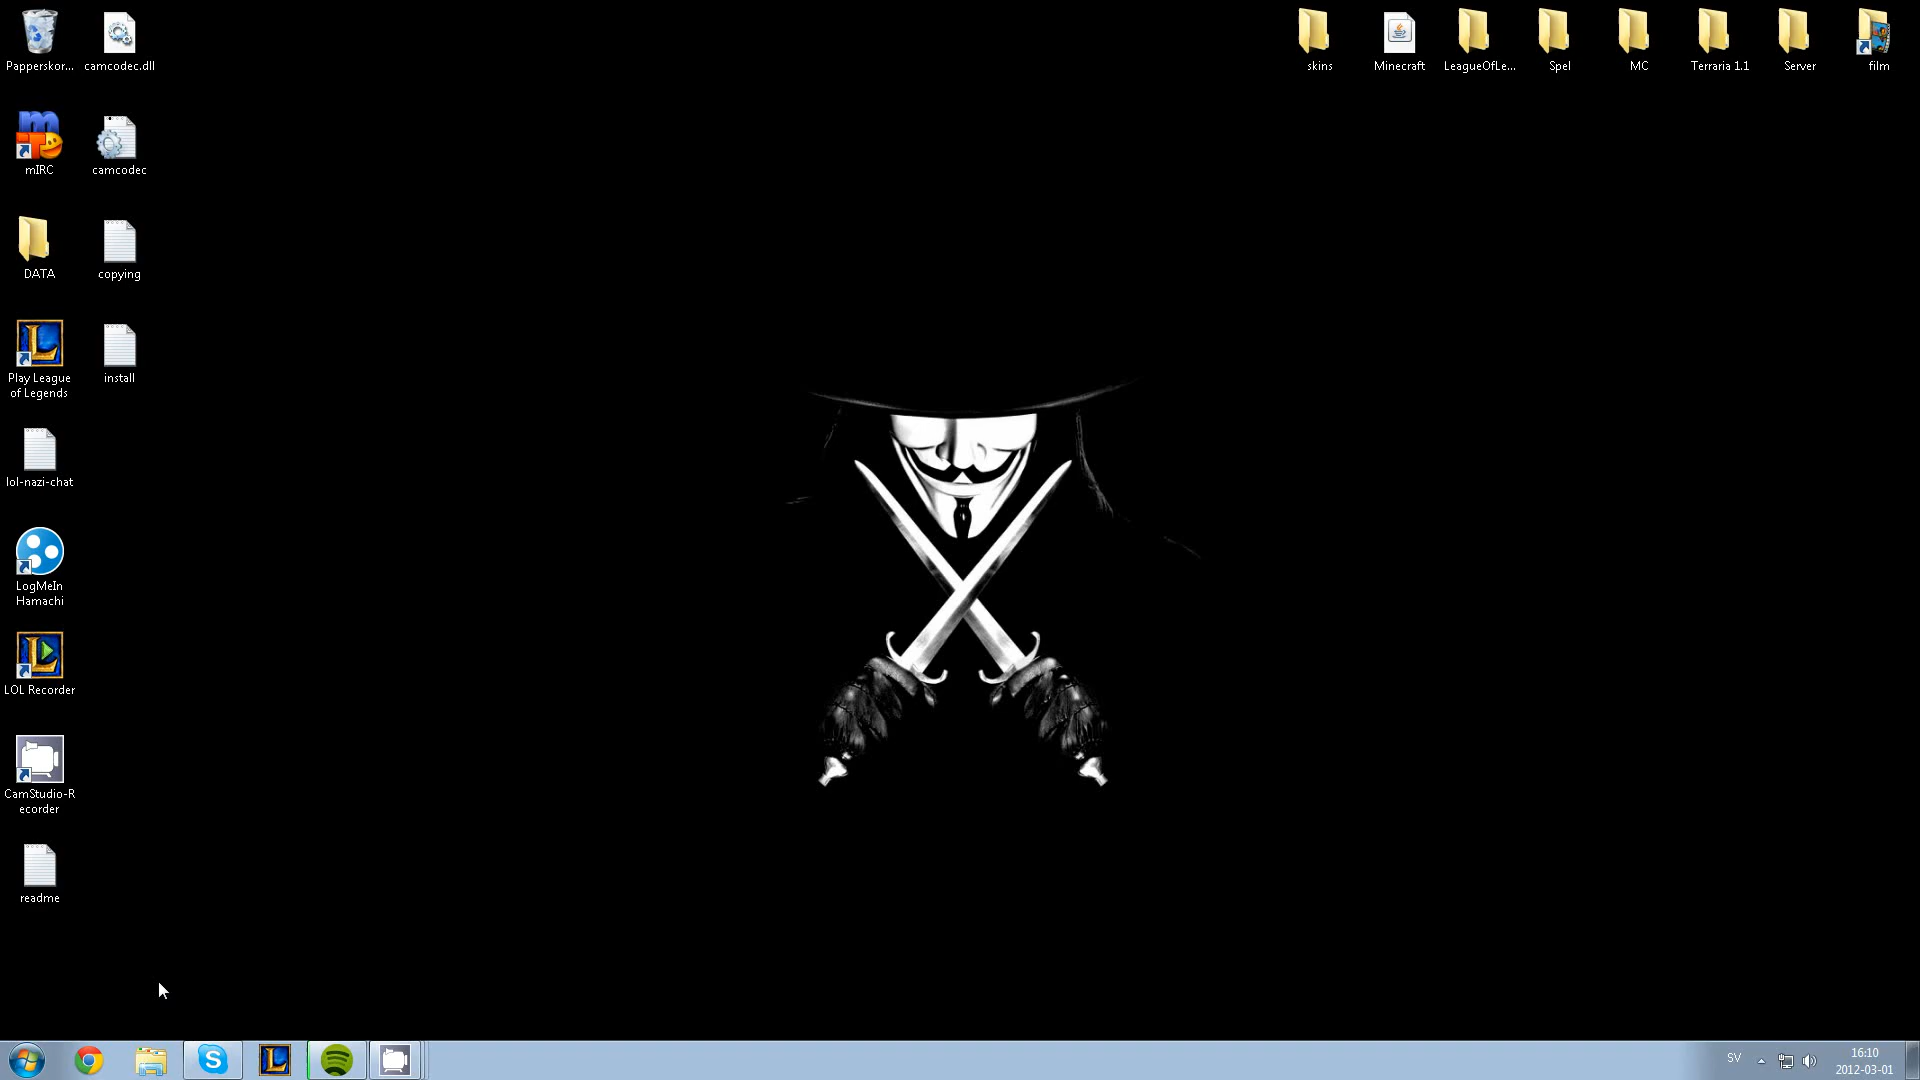 Papperskor...
camcodec.dll
skins
Minecraft
LeagueOfLe...
Spel
MC
Terraria 1.1
Server
film
mIRC
camcodec
DATA
copying
Play League
of Legends
install
lol-nazi-chat
LogMeIn
Hamachi
LOL Recorder
CamStudio-R
ecorder
readme
SV
16:10
2012-03-01